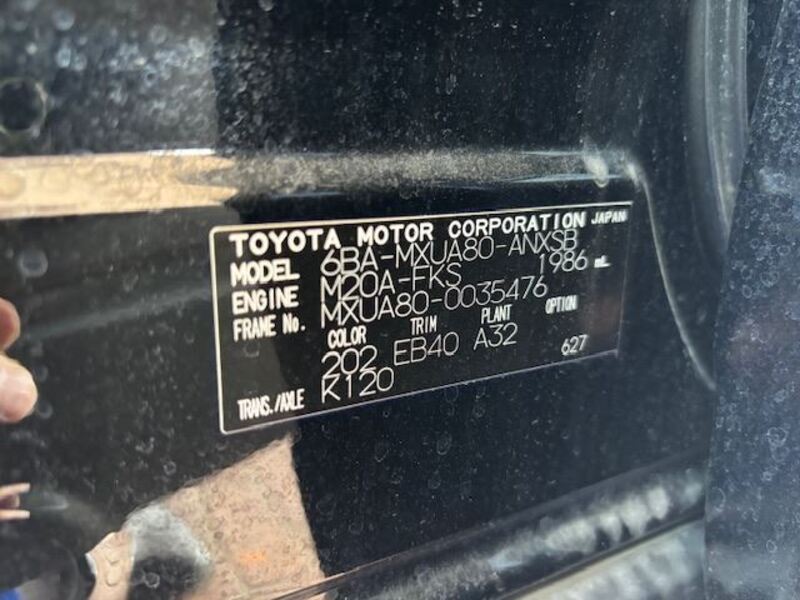 TOYOTA MOTOR CORPORATION JAPAN
MODEL 6BA-MXUA80-ANXSB
ENGINE M20A-FKS 1986 mL
FRAME No. MXUA80-0035476
COLOR TRIM PLANT OPTION
202 EB40 A32 627
TRANS./AXLE K120